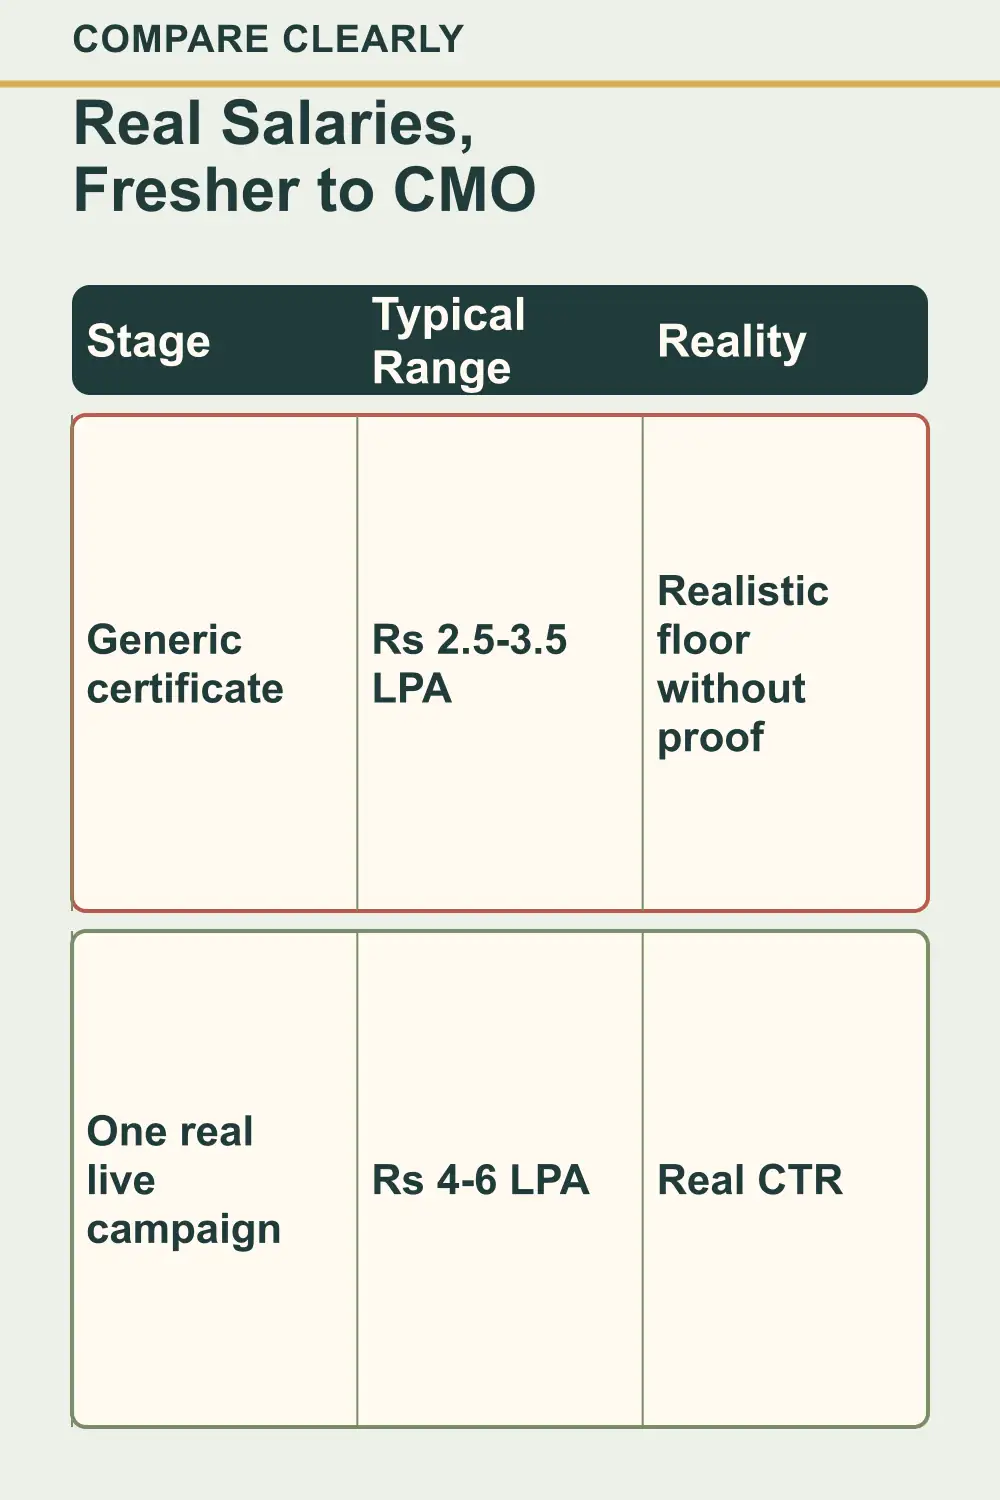 COMPARE CLEARLY
Real Salaries,
Fresher to CMO
Stage
Typical
Range
Reality
Generic
certificate
Rs 2.5-3.5
LPA
Realistic
floor
without
proof
One real
live
campaign
Rs 4-6 LPA
Real CTR